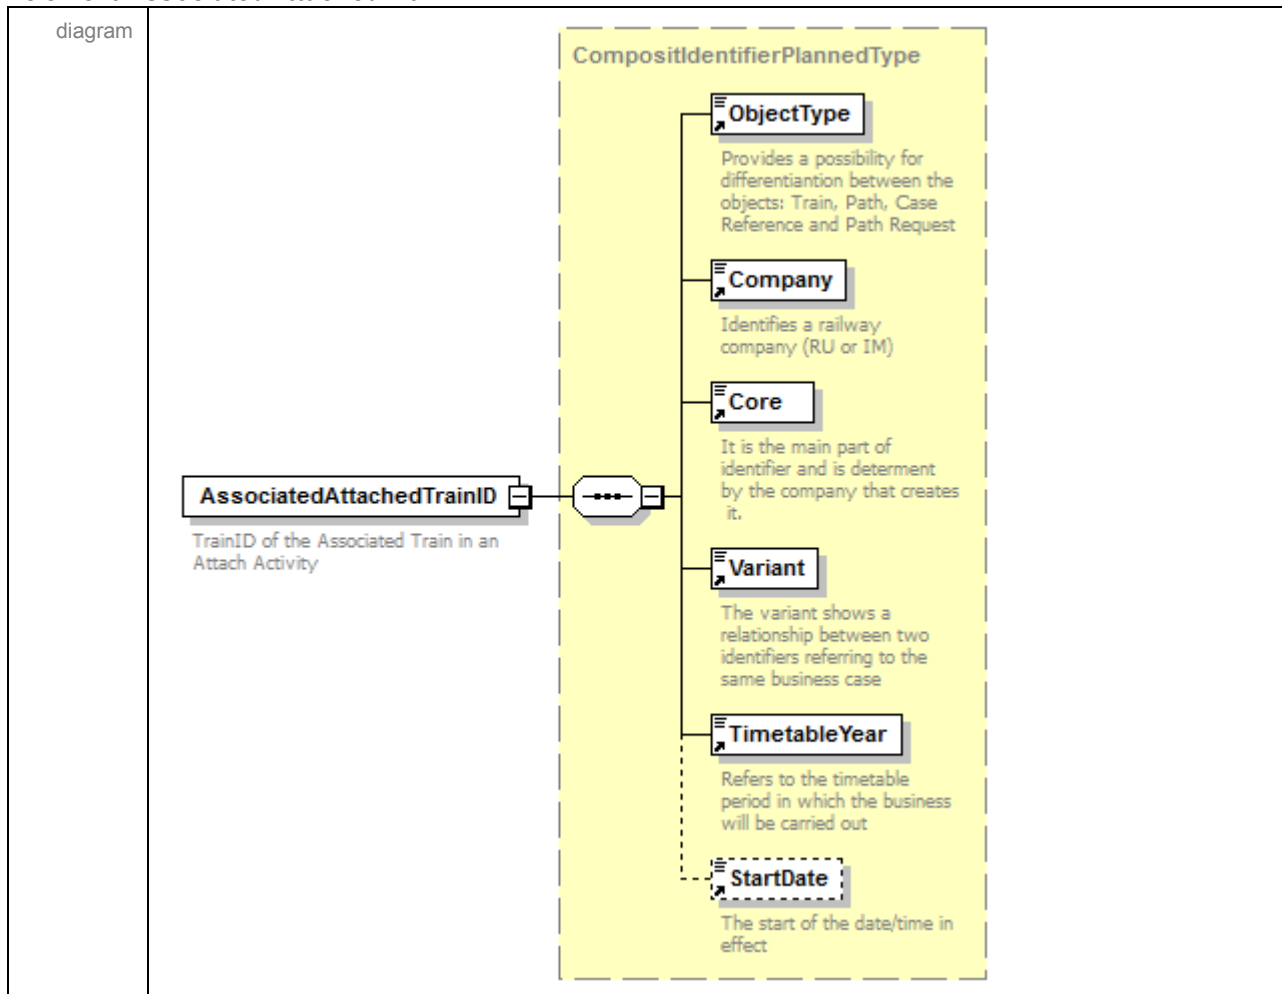 diagram
CompositIdentifierPlannedType
ObjectType
Provides a possibility for
differentiantion between the
objects: Train, Path, Case
Reference and Path Request
Company
Identifies a railway
company (RU or IM)
Core
It is the main part of
identifier and is determent
by the company that creates
it.
AssociatedAttachedTrainID
TrainID of the Associated Train in an
Attach Activity
Variant
The variant shows a
relationship between two
identifiers referring to the
same business case
TimetableYear
Refers to the timetable
period in which the business
will be carried out
StartDate
The start of the date/time in
effect